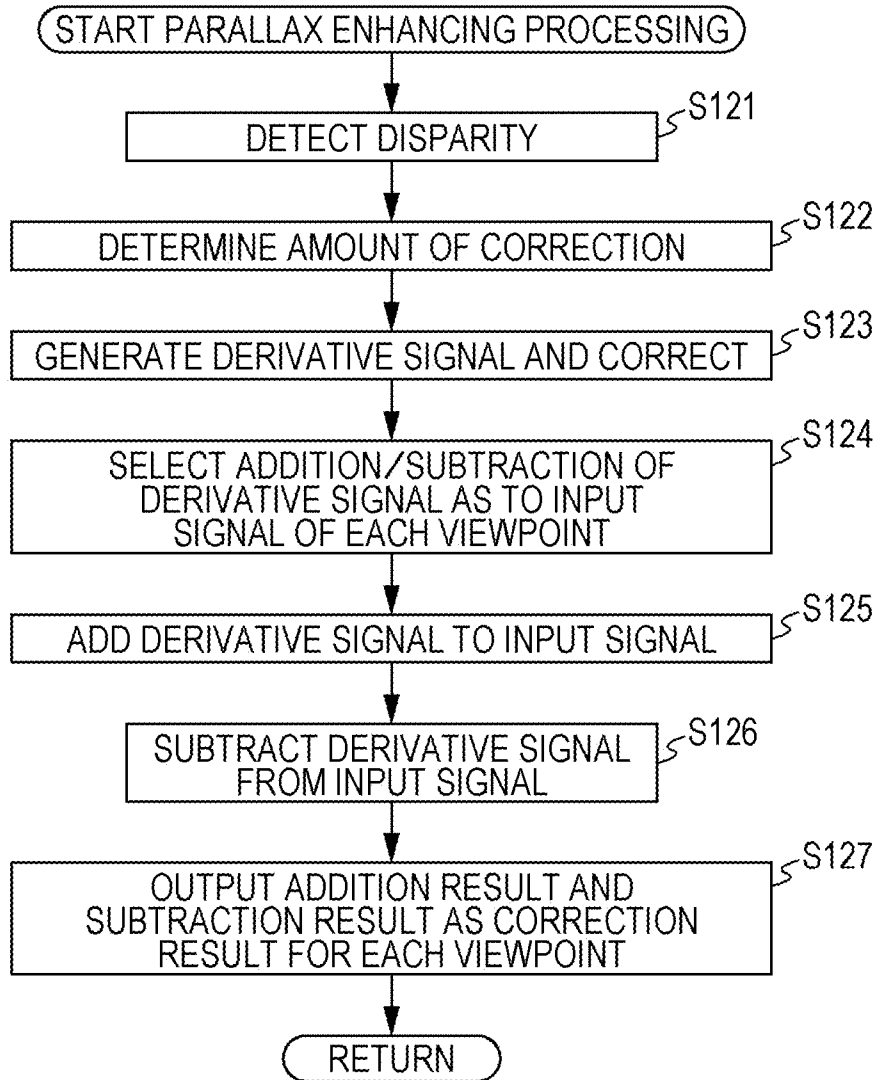 START PARALLAX ENHANCING PROCESSING
S121
DETECT DISPARITY
S122
DETERMINE AMOUNT OF CORRECTION
S123
GENERATE DERIVATIVE SIGNAL AND CORRECT
S124
SELECT ADDITION/SUBTRACTION OF
DERIVATIVE SIGNAL AS TO INPUT
SIGNAL OF EACH VIEWPOINT
S125
ADD DERIVATIVE SIGNAL TO INPUT SIGNAL
S126
SUBTRACT DERIVATIVE SIGNAL
FROM INPUT SIGNAL
S127
OUTPUT ADDITION RESULT AND
SUBTRACTION RESULT AS CORRECTION
RESULT FOR EACH VIEWPOINT
RETURN